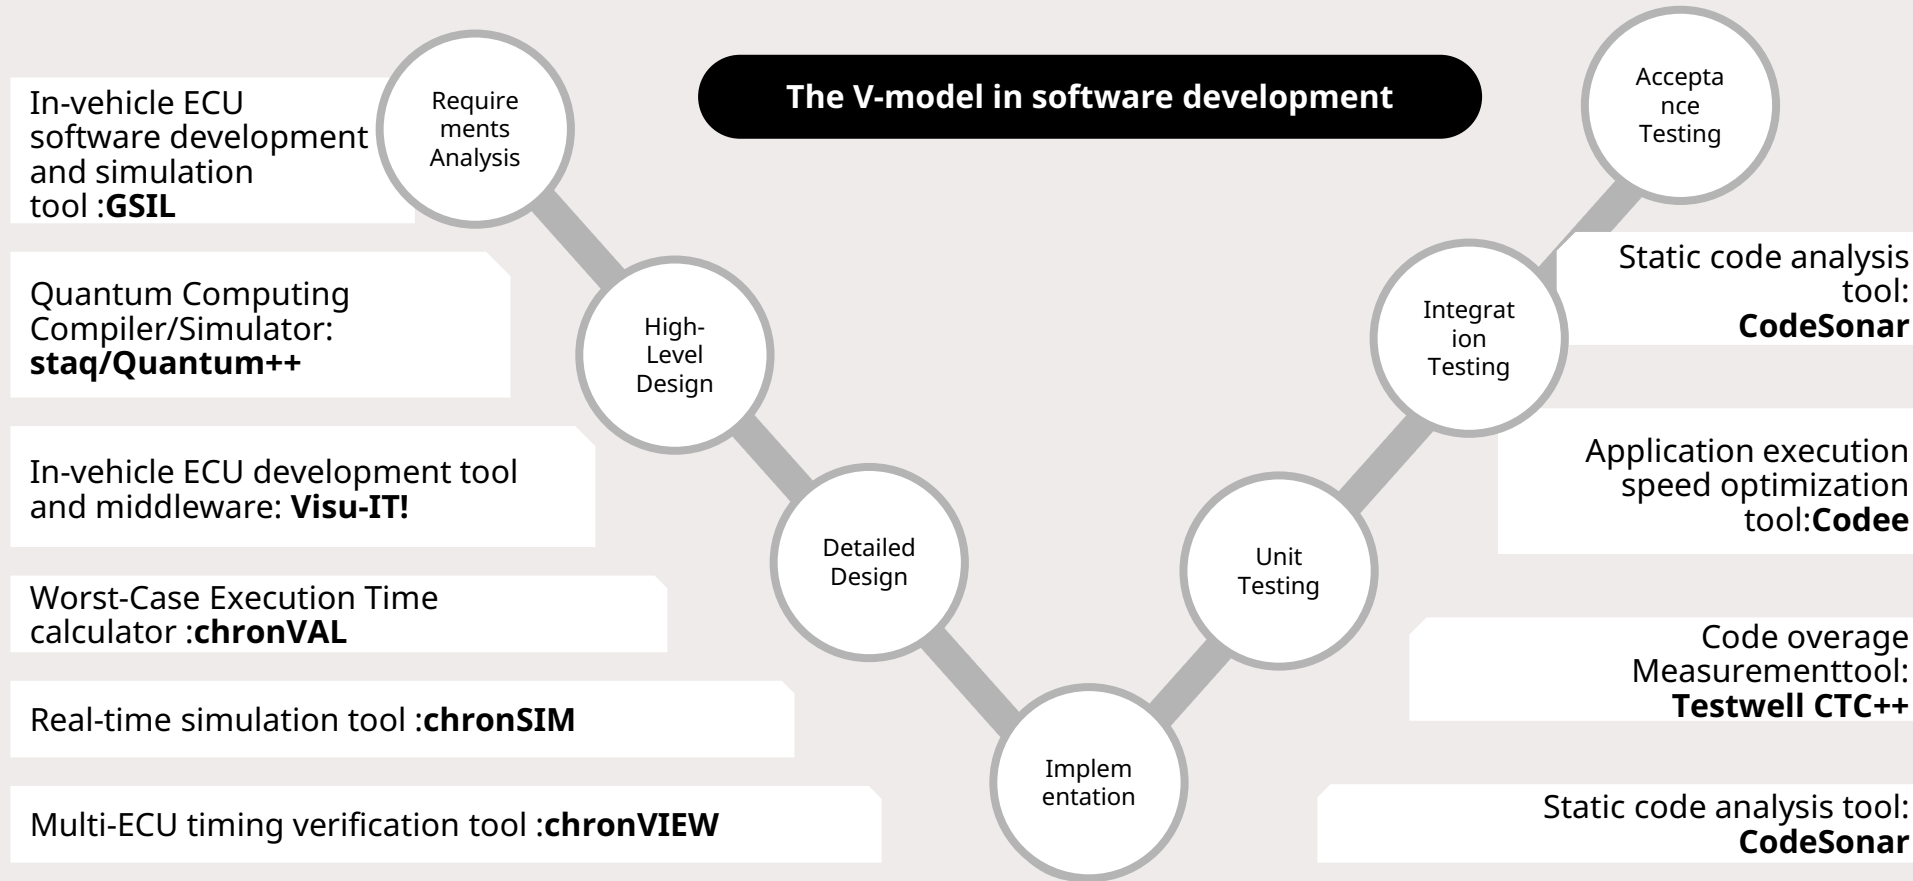 The V-model in software development
In-vehicle ECU
software development
and simulation
tool :GSIL
Quantum Computing
Compiler/Simulator:
staq/Quantum++
In-vehicle ECU development tool
and middleware: Visu-IT!
Worst-Case Execution Time
calculator :chronVAL
Real-time simulation tool :chronSIM
Multi-ECU timing verification tool :chronVIEW
Require
ments
Analysis
High-
Level
Design
Detailed
Design
Implem
entation
Unit
Testing
Integrat
ion
Testing
Accepta
nce
Testing
Static code analysis
tool:
CodeSonar
Application execution
speed optimization
tool:Codee
Code overage
Measurementtool:
Testwell CTC++
Static code analysis tool:
CodeSonar